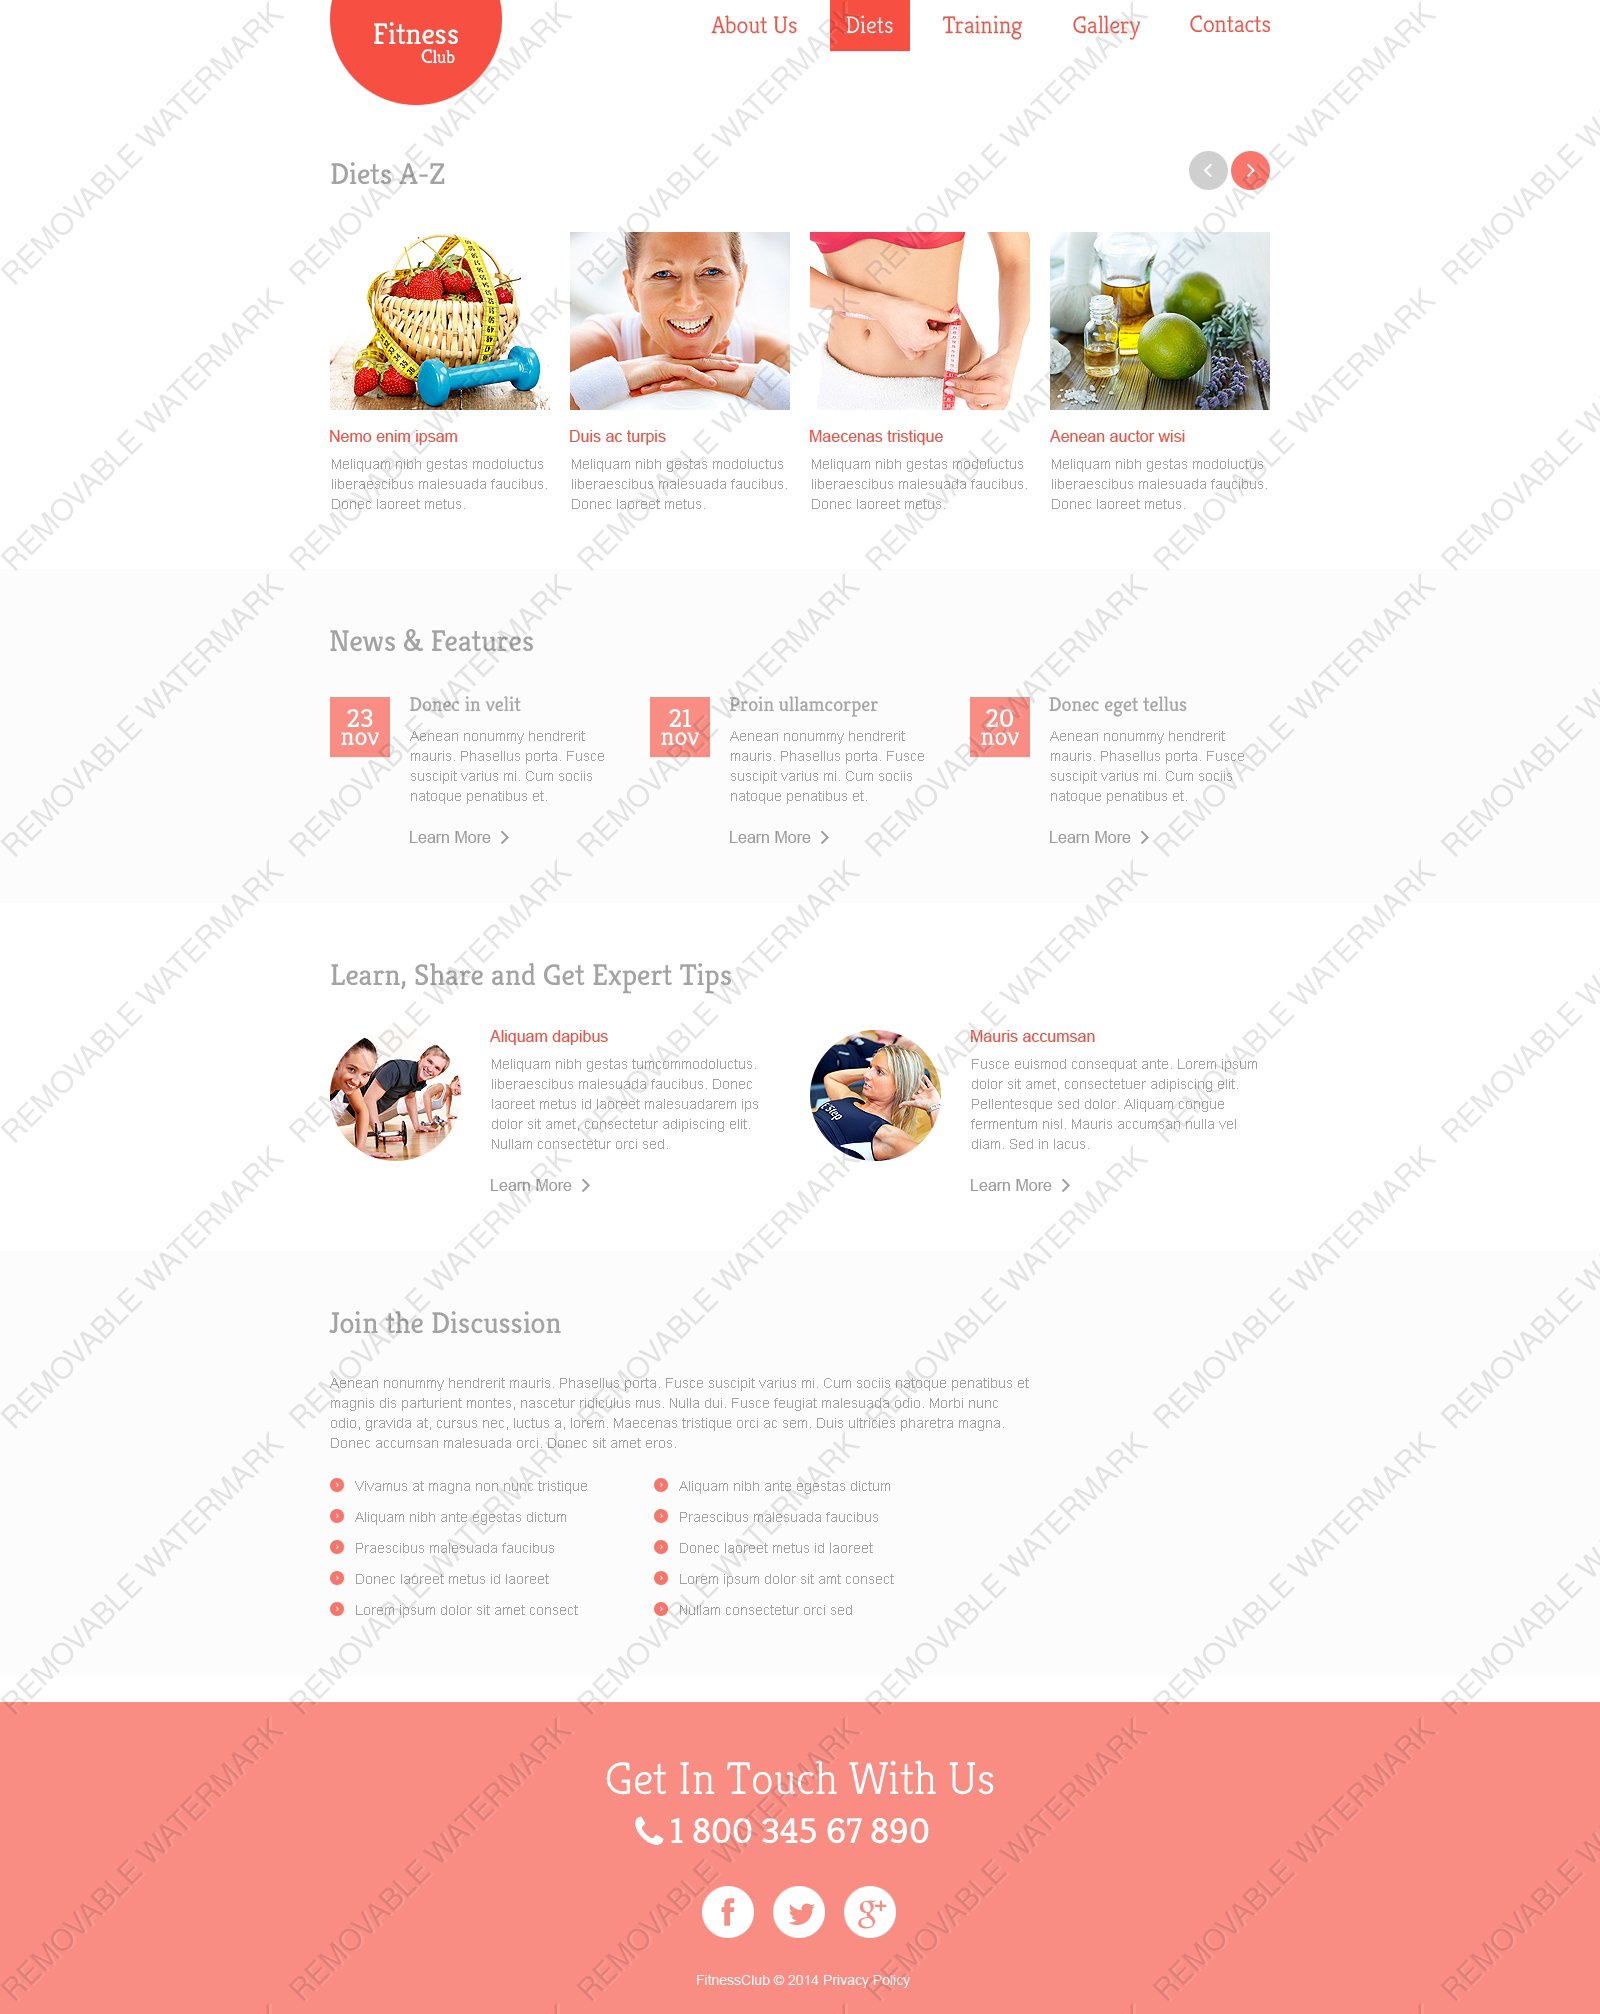 Fitness
Club
About Us
Diets
Training
Gallery
Contacts
Diets A-Z
Nemo enim ipsam
Meliquam nibh gestas modoluctus
liberaescibus malesuada faucibus.
Donec laoreet metus.
Duis ac turpis
Meliquam nibh gestas modoluctus
liberaescibus malesuada faucibus.
Donec laoreet metus.
Maecenas tristique
Meliquam nibh gestas modoluctus
liberaescibus malesuada faucibus.
Donec laoreet metus.
Aenean auctor wisi
Meliquam nibh gestas modoluctus
liberaescibus malesuada faucibus.
Donec laoreet metus.
News & Features
23
nov
Donec in velit
Aenean nonummy hendrerit
mauris. Phasellus porta. Fusce
suscipit varius mi. Cum sociis
natoque penatibus et.
Learn More
21
nov
Proin ullamcorper
Aenean nonummy hendrerit
mauris. Phasellus porta. Fusce
suscipit varius mi. Cum sociis
natoque penatibus et.
Learn More
20
nov
Donec eget tellus
Aenean nonummy hendrerit
mauris. Phasellus porta. Fusce
suscipit varius mi. Cum sociis
natoque penatibus et.
Learn More
Learn, Share and Get Expert Tips
Aliquam dapibus
Meliquam nibh gestas tumcommodoluctus.
liberaescibus malesuada faucibus. Donec
laoreet metus id laoreet malesuadarem ips
dolor sit amet, consectetur adipiscing elit.
Nullam consectetur orci sed.
Learn More
Step
Mauris accumsan
Fusce euismod consequat ante. Lorem ipsum
dolor sit amet, consectetuer adipiscing elit.
Pellentesque sed dolor. Aliquam congue
fermentum nisl. Mauris accumsan nulla vel
diam. Sed in lacus.
Learn More
Join the Discussion
Aenean nonummy hendrerit mauris. Phasellus porta. Fusce suscipit varius mi. Cum sociis natoque penatibus et
magnis dis parturient montes, nascetur ridiculus mus. Nulla dui. Fusce feugiat malesuada odio. Morbi nunc
odio, gravida at, cursus nec, luctus a, lorem. Maecenas tristique orci ac sem. Duis ultricies pharetra magna.
Donec accumsan malesuada orci. Donec sit amet eros.
Vivamus at magna non nunc tristique
Aliquam nibh ante egestas dictum
Praescibus malesuada faucibus
Donec laoreet metus id laoreet
Lorem ipsum dolor sit amet consect
Aliquam nibh ante egestas dictum
Praescibus malesuada faucibus
Donec laoreet metus id laoreet
Lorem ipsum dolor sit amt consect
Nullam consectetur orci sed
Get In Touch With Us
1 800 345 67 890
FitnessClub © 2014 Privacy Policy
REMOVABLE WATERMARK